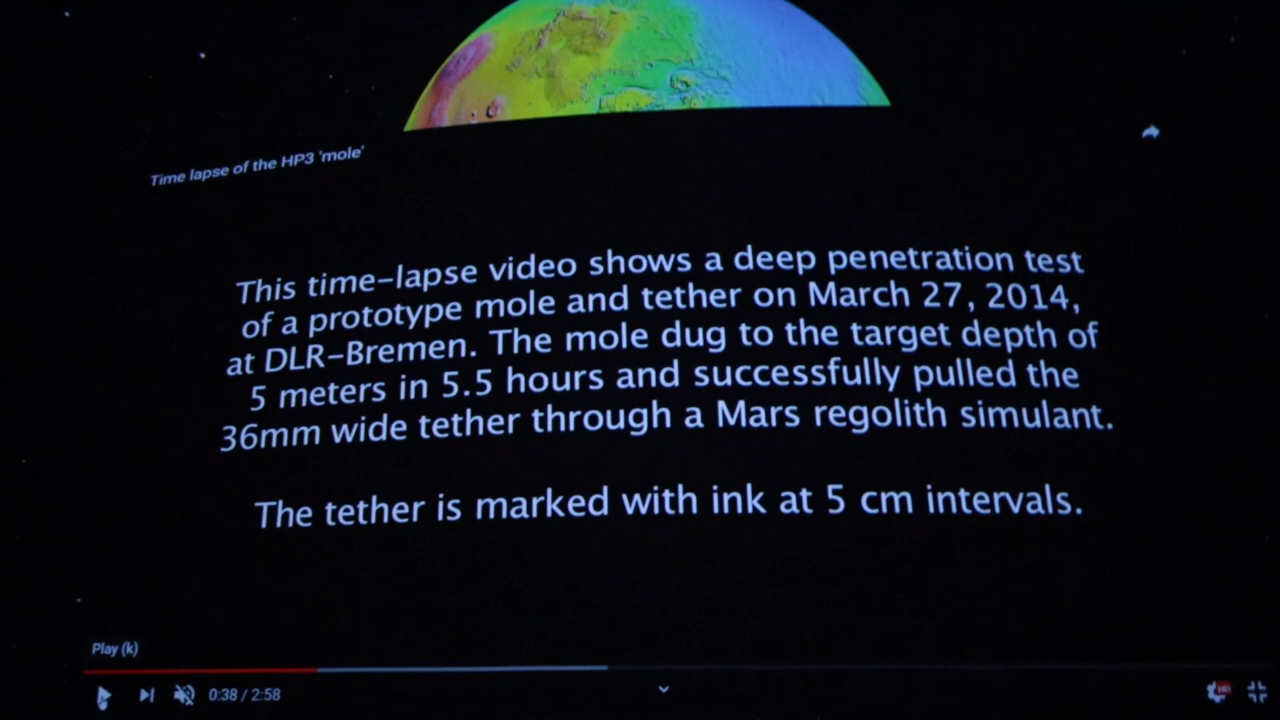 Time lapse of the HP3 'mole'
This time-lapse video shows a deep penetration test
of a prototype mole and tether on March 27, 2014,
at DLR-Bremen. The mole dug to the target depth of
5 meters in 5.5 hours and successfully pulled the
36mm wide tether through a Mars regolith simulant.
The tether is marked with ink at 5 cm intervals.
Play (k)
0:38 / 2:58
HD